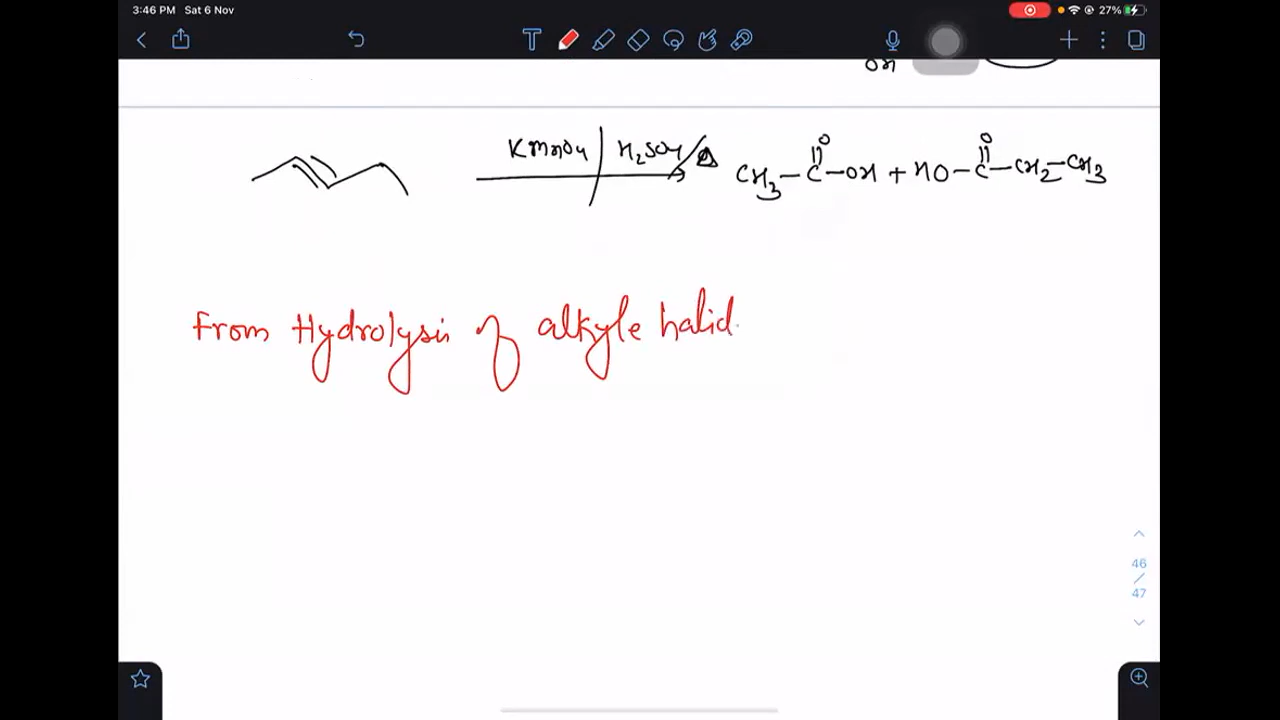 3:46 PM Sat 6 Nov
27%
OH
KMnO4 H2SO4/△
CH3-C-OH + HO-C-CH2-CH3
O O
From Hydrolysis of alkyle halid
46
/
47